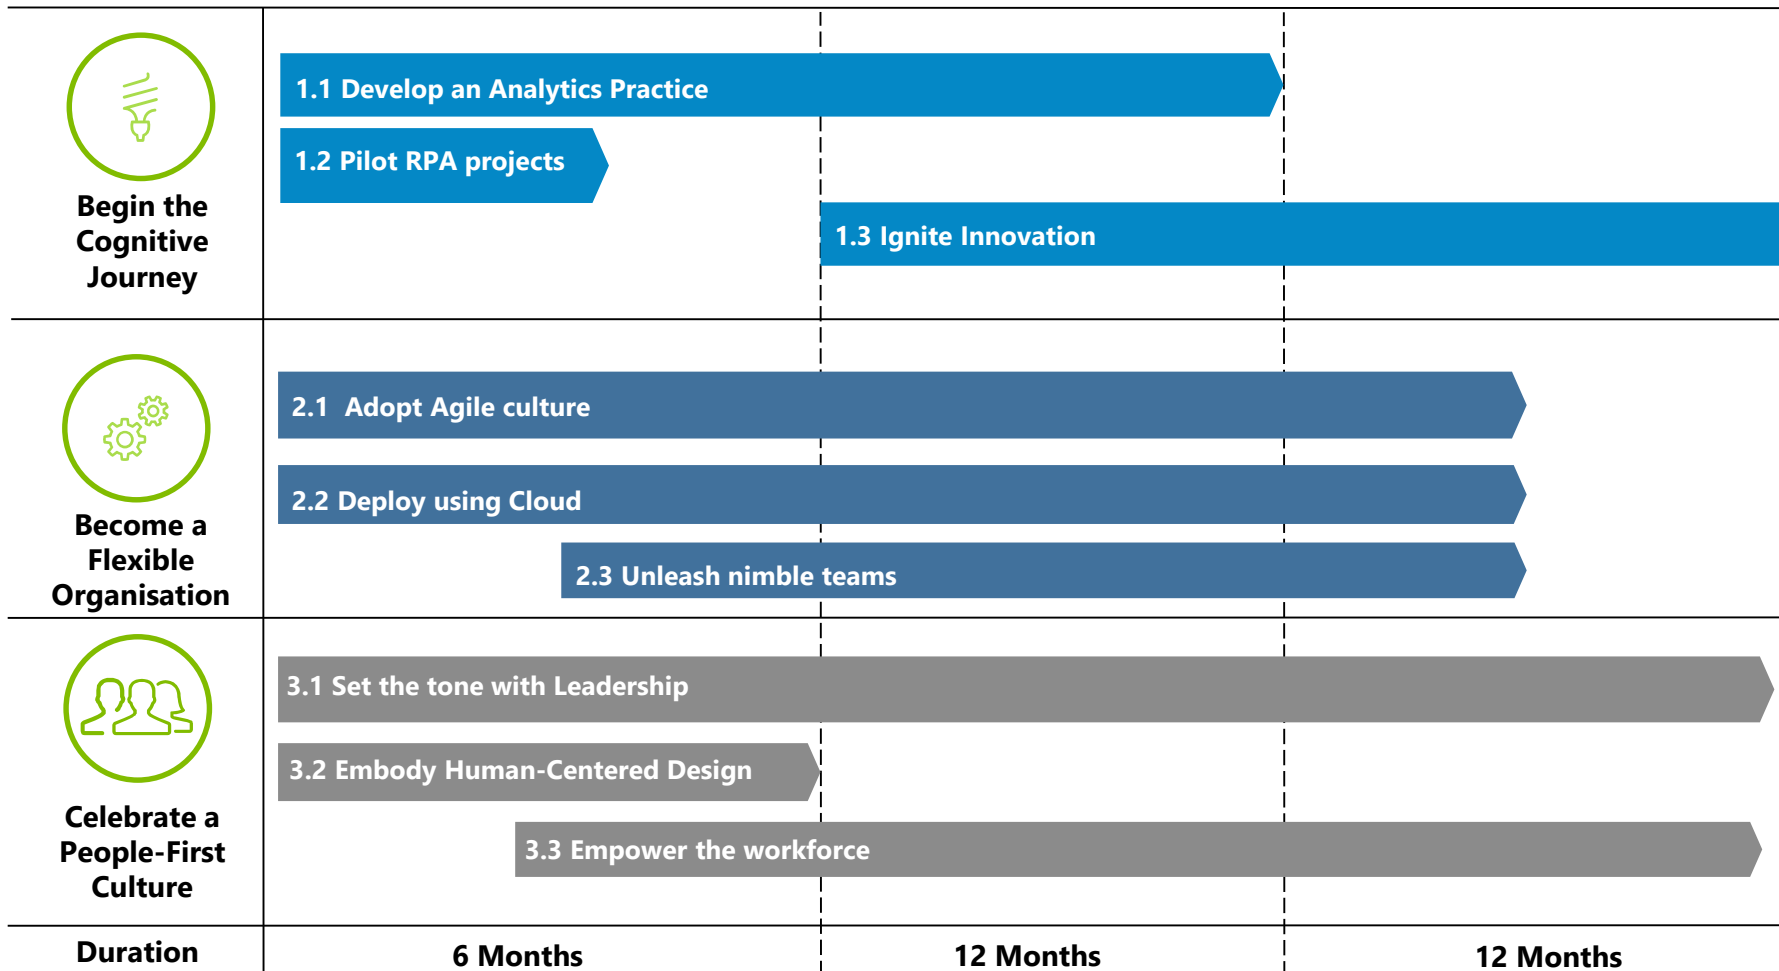 1.1 Develop an Analytics Practice
1.2 Pilot RPA projects
Begin the
Cognitive
Journey
1.3 Ignite Innovation
2.1 Adopt Agile culture
2.2 Deploy using Cloud
Become a
Flexible
Organisation
2.3 Unleash nimble teams
3.1 Set the tone with Leadership
3.2 Embody Human-Centered Design
Celebrate a
People-First
Culture
3.3 Empower the workforce
Duration
6 Months
12 Months
12 Months